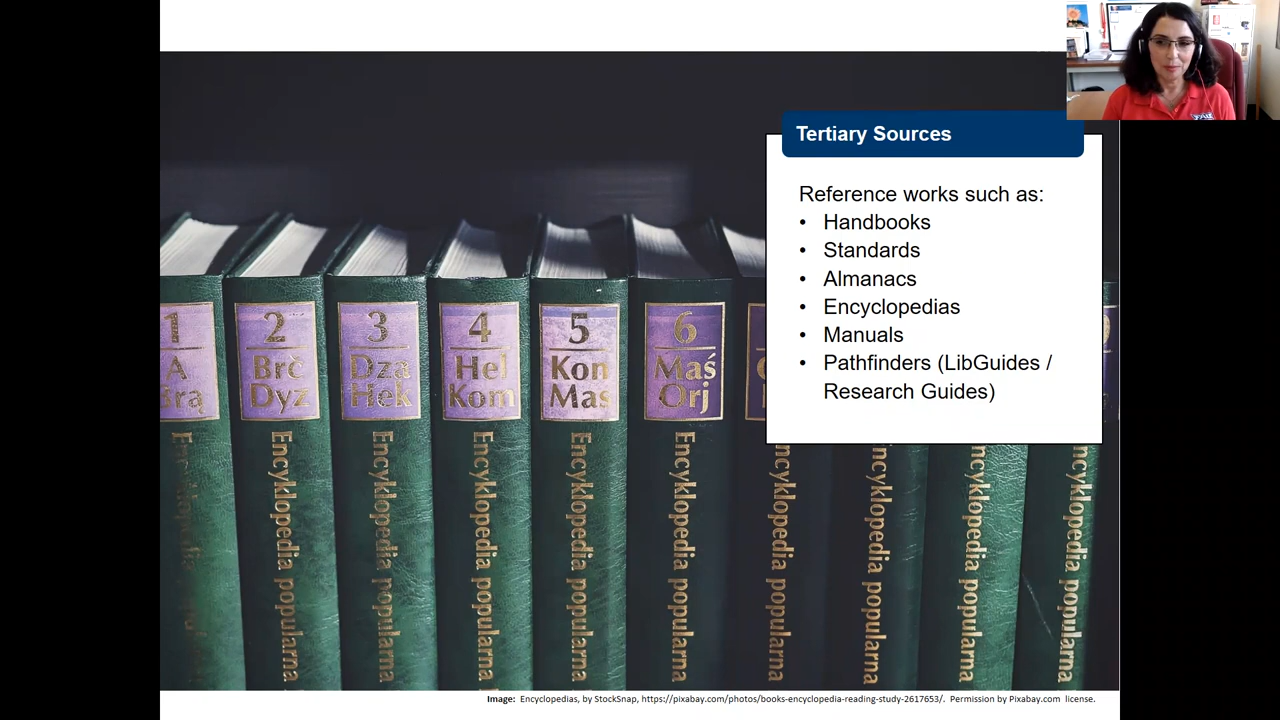 Tertiary Sources
Reference works such as:
• Handbooks
• Standards
• Almanacs
• Encyclopedias
• Manuals
• Pathfinders (LibGuides /
Research Guides)
1
A
Brą
2
Brč
Dyz
3
Dza
Hek
4
Hel
Kom
5
Kon
Mas
6
Maś
Orj
Encyklopedia popularna
Encyklopedia popularna
Encyklopedia popularna
Encyklopedia popularna
Encyklopedia popularna
Encyklopedia popularna
Encyklopedia popularna
Encyklopedia popularna
Encyklopedia popularna
Image: Encyclopedias, by StockSnap, https://pixabay.com/photos/books-encyclopedia-reading-study-2617653/. Permission by Pixabay.com license.